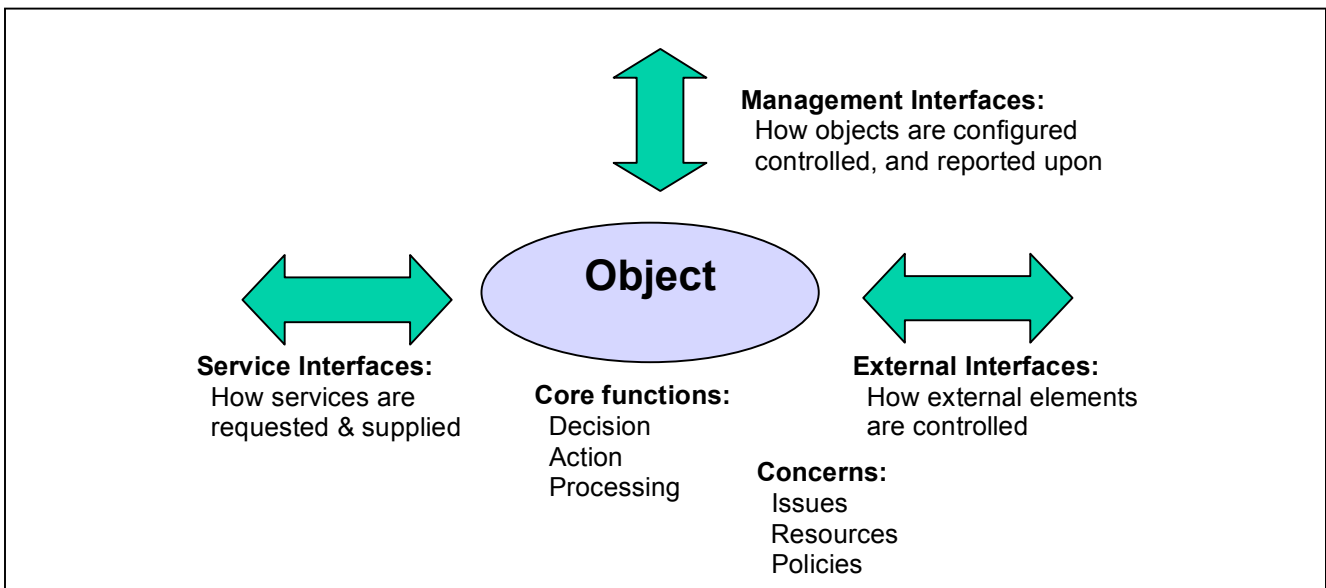 Management Interfaces:
How objects are configured
controlled, and reported upon
Object
Service Interfaces:
How services are
requested & supplied
Core functions:
Decision
Action
Processing
External Interfaces:
How external elements
are controlled
Concerns:
Issues
Resources
Policies